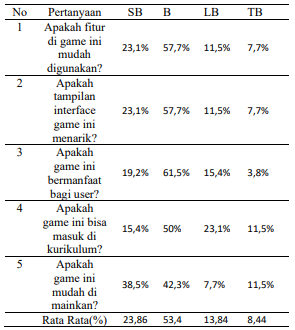 No Pertanyaan SB B LB TB
1 Apakah fitur
di game ini
mudah
digunakan? 23,1% 57,7% 11,5% 7,7%
2 Apakah
tampilan
interface
game ini
menarik? 23,1% 57,7% 11,5% 7,7%
3 Apakah
game ini
bermanfaat
bagi user? 19,2% 61,5% 15,4% 3,8%
4 Apakah
game ini bisa
masuk di
kurikulum? 15,4% 50% 23,1% 11,5%
5 Apakah
game ini
mudah di
mainkan? 38,5% 42,3% 7,7% 11,5%
Rata Rata(%) 23,86 53,4 13,84 8,44